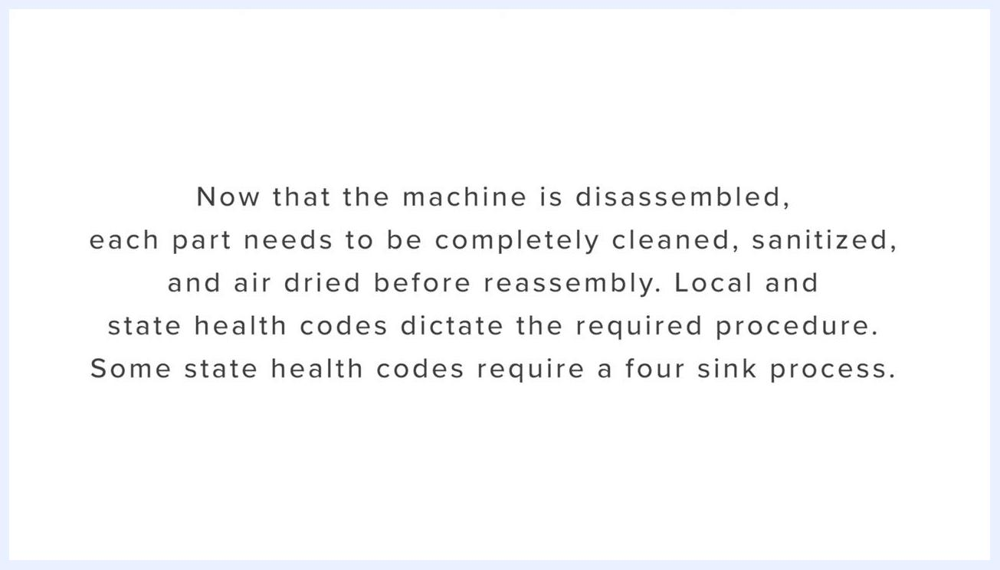 Now that the machine is disassembled,
each part needs to be completely cleaned, sanitized,
and air dried before reassembly. Local and
state health codes dictate the required procedure.
Some state health codes require a four sink process.